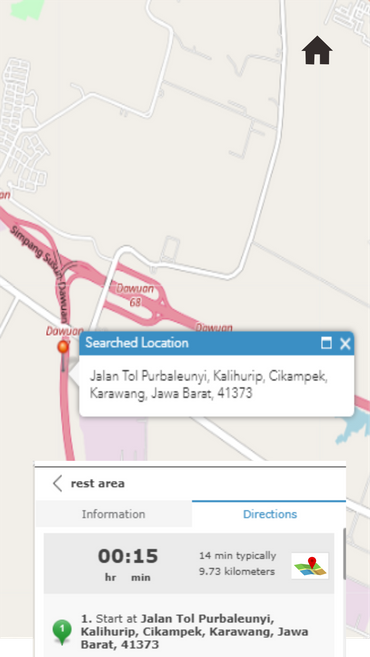 an
Simpang Susun Dawuan
Dawuan
68
Dawuan
Dawuan
Searched Location
Jalan Tol Purbaleunyi, Kalihurip, Cikampek,
Karawang, Jawa Barat, 41373
rest area
Information
Directions
00:15
hr min
14 min typically
9.73 kilometers
1
1. Start at Jalan Tol Purbaleunyi,
Kalihurip, Cikampek, Karawang, Jawa
Barat, 41373